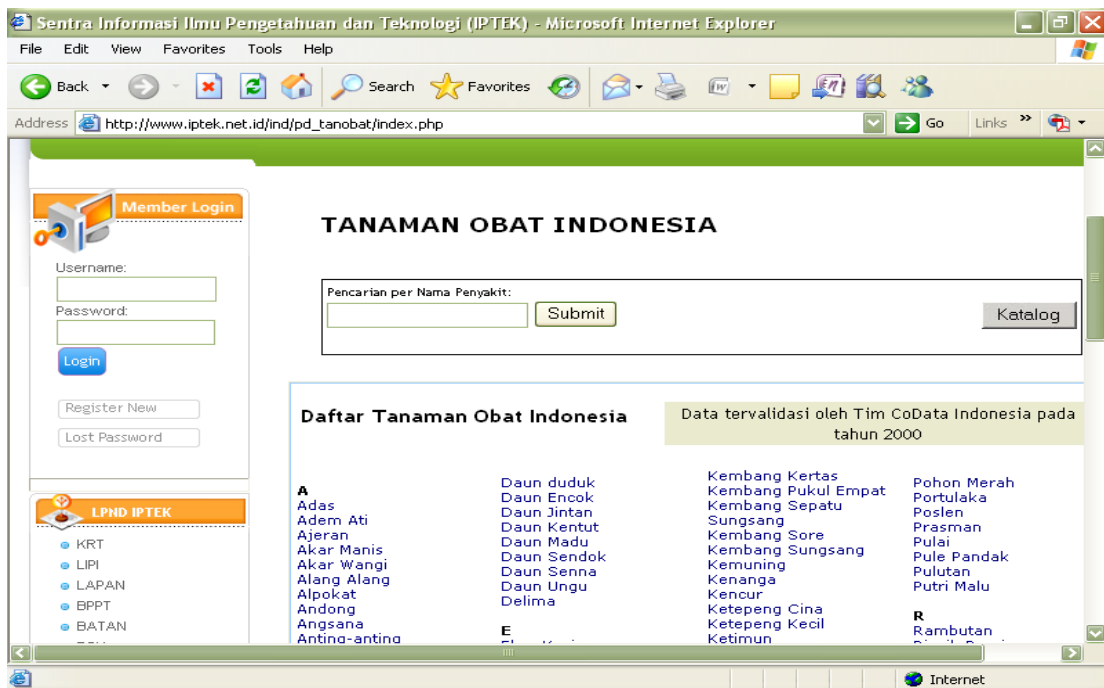 Sentra Informasi Ilmu Pengetahuan dan Teknologi (IPTEK) - Microsoft Internet Explorer
File Edit View Favorites Tools Help
Back Search Favorites
Address http://www.iptek.net.id/ind/pd_tanobat/index.php Go Links »
Member Login
Username:
Password:
Login
Register New
Lost Password
LPND IPTEK
KRT
LIPI
LAPAN
BPPT
BATAN
TANAMAN OBAT INDONESIA
Pencarian per Nama Penyakit:
Submit
Katalog
Daftar Tanaman Obat Indonesia
Data tervalidasi oleh Tim CoData Indonesia pada
tahun 2000
A
Adas
Adem Ati
Ajeran
Akar Manis
Akar Wangi
Alang Alang
Alpokat
Andong
Angsana
Anting-anting
Daun duduk
Daun Encok
Daun Jintan
Daun Kentut
Daun Madu
Daun Sendok
Daun Senna
Daun Ungu
Delima
E
Kembang Kertas
Kembang Pukul Empat
Kembang Sepatu
Sungsang
Kembang Sore
Kembang Sungsang
Kemuning
Kenanga
Kencur
Ketepeng Cina
Ketepeng Kecil
Ketimun
Pohon Merah
Portulaka
Poslen
Prasman
Pulai
Pule Pandak
Pulutan
Putri Malu
R
Rambutan
Internet